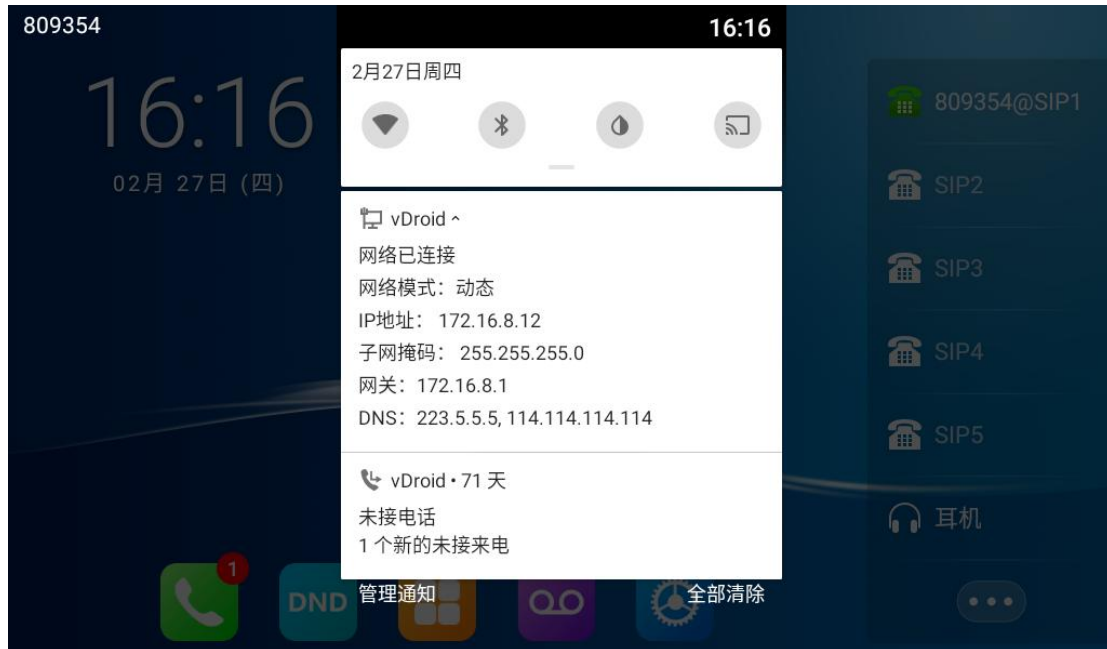 809354
16:16
16:16
02月 27日 (四)
2月27日周四
vDroid
网络已连接
网络模式：动态
IP地址： 172.16.8.12
子网掩码： 255.255.255.0
网关：172.16.8.1
DNS：223.5.5.5, 114.114.114.114
vDroid • 71 天
未接电话
1 个新的未接来电
管理通知
全部清除
1
DND
809354@SIP1
SIP2
SIP3
SIP4
SIP5
耳机